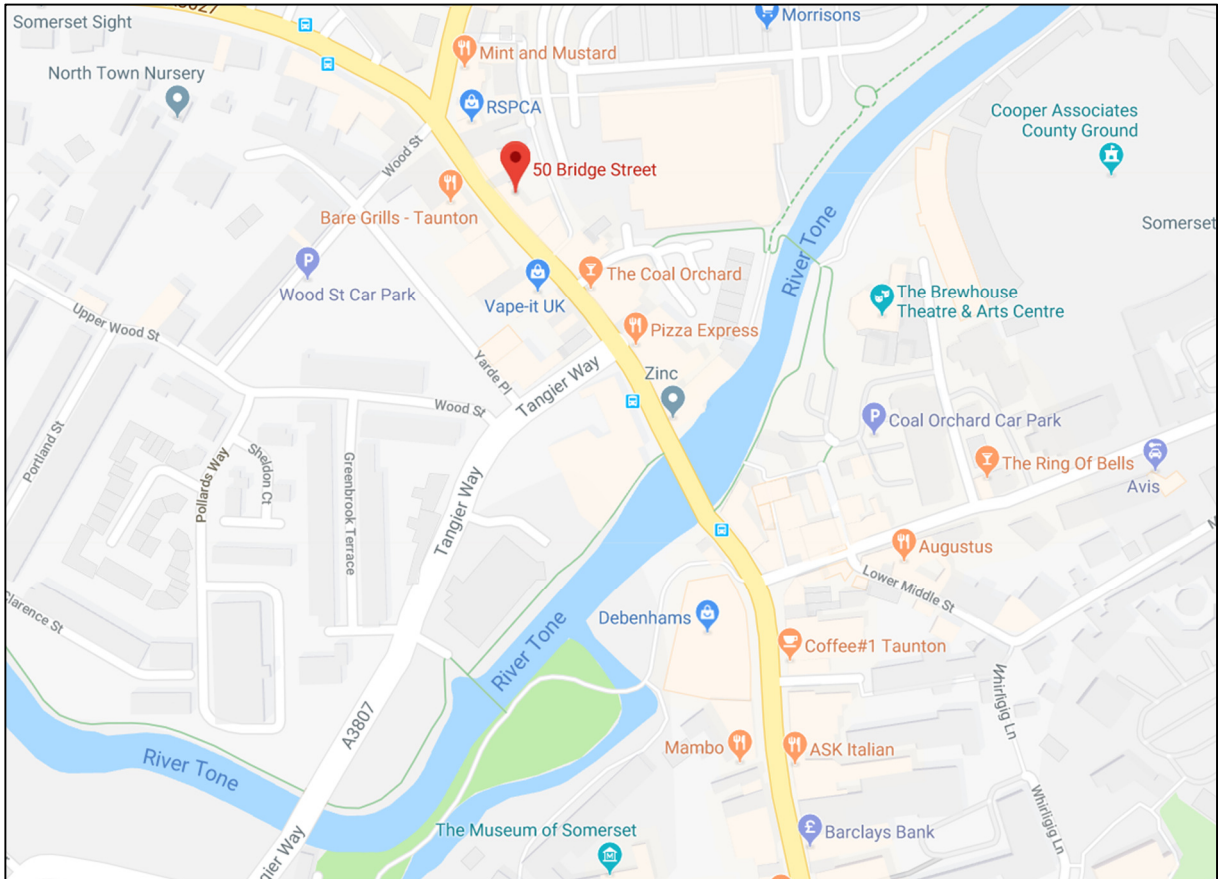 3027
Somerset Sight
Morrisons
Mint and Mustard
North Town Nursery
RSPCA
Cooper Associates
County Ground
Wood St
50 Bridge Street
Bare Grills - Taunton
Somerset
River Tone
The Coal Orchard
Wood St Car Park
Vape-it UK
The Brewhouse
Theatre & Arts Centre
Upper Wood St
Pizza Express
Yarde Pl
Tangier Way
Zinc
Wood St
P
Coal Orchard Car Park
P
Portland St
Pollards Way
Sheldon Ct
Greenbrook Terrace
The Ring Of Bells
Avis
Tangier Way
Augustus
Lower Middle St
Clarence St
Debenhams
River Tone
Coffee#1 Taunton
Whirligig Ln
A3807
River Tone
Mambo
ASK Italian
Whirligig Ln
£
Barclays Bank
The Museum of Somerset
M
gier Way